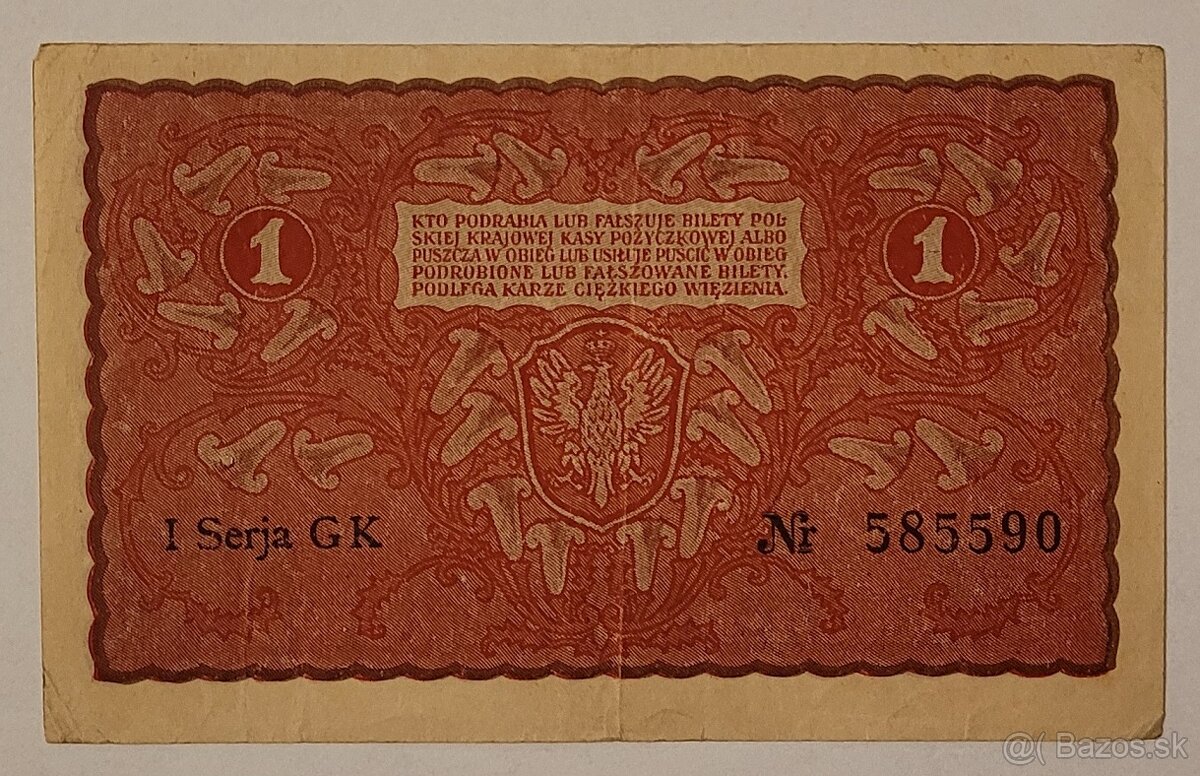 1
KTO PODRABIA LUB FAŁSZUJE BILETY POL-
SKIEJ KRAJOWEJ KASY POŻYCZKOWEJ ALBO
PUSZCZA W OBIEG LUB USIŁUJE PUŚCIĆ W OBIEG
PODROBIONE LUB FAŁSZOWANE BILETY,
PODLEGA KARZE CIĘŻKIEGO WIĘZIENIA.
1
I Serja GK
Nr 585590
@( Bazos.sk